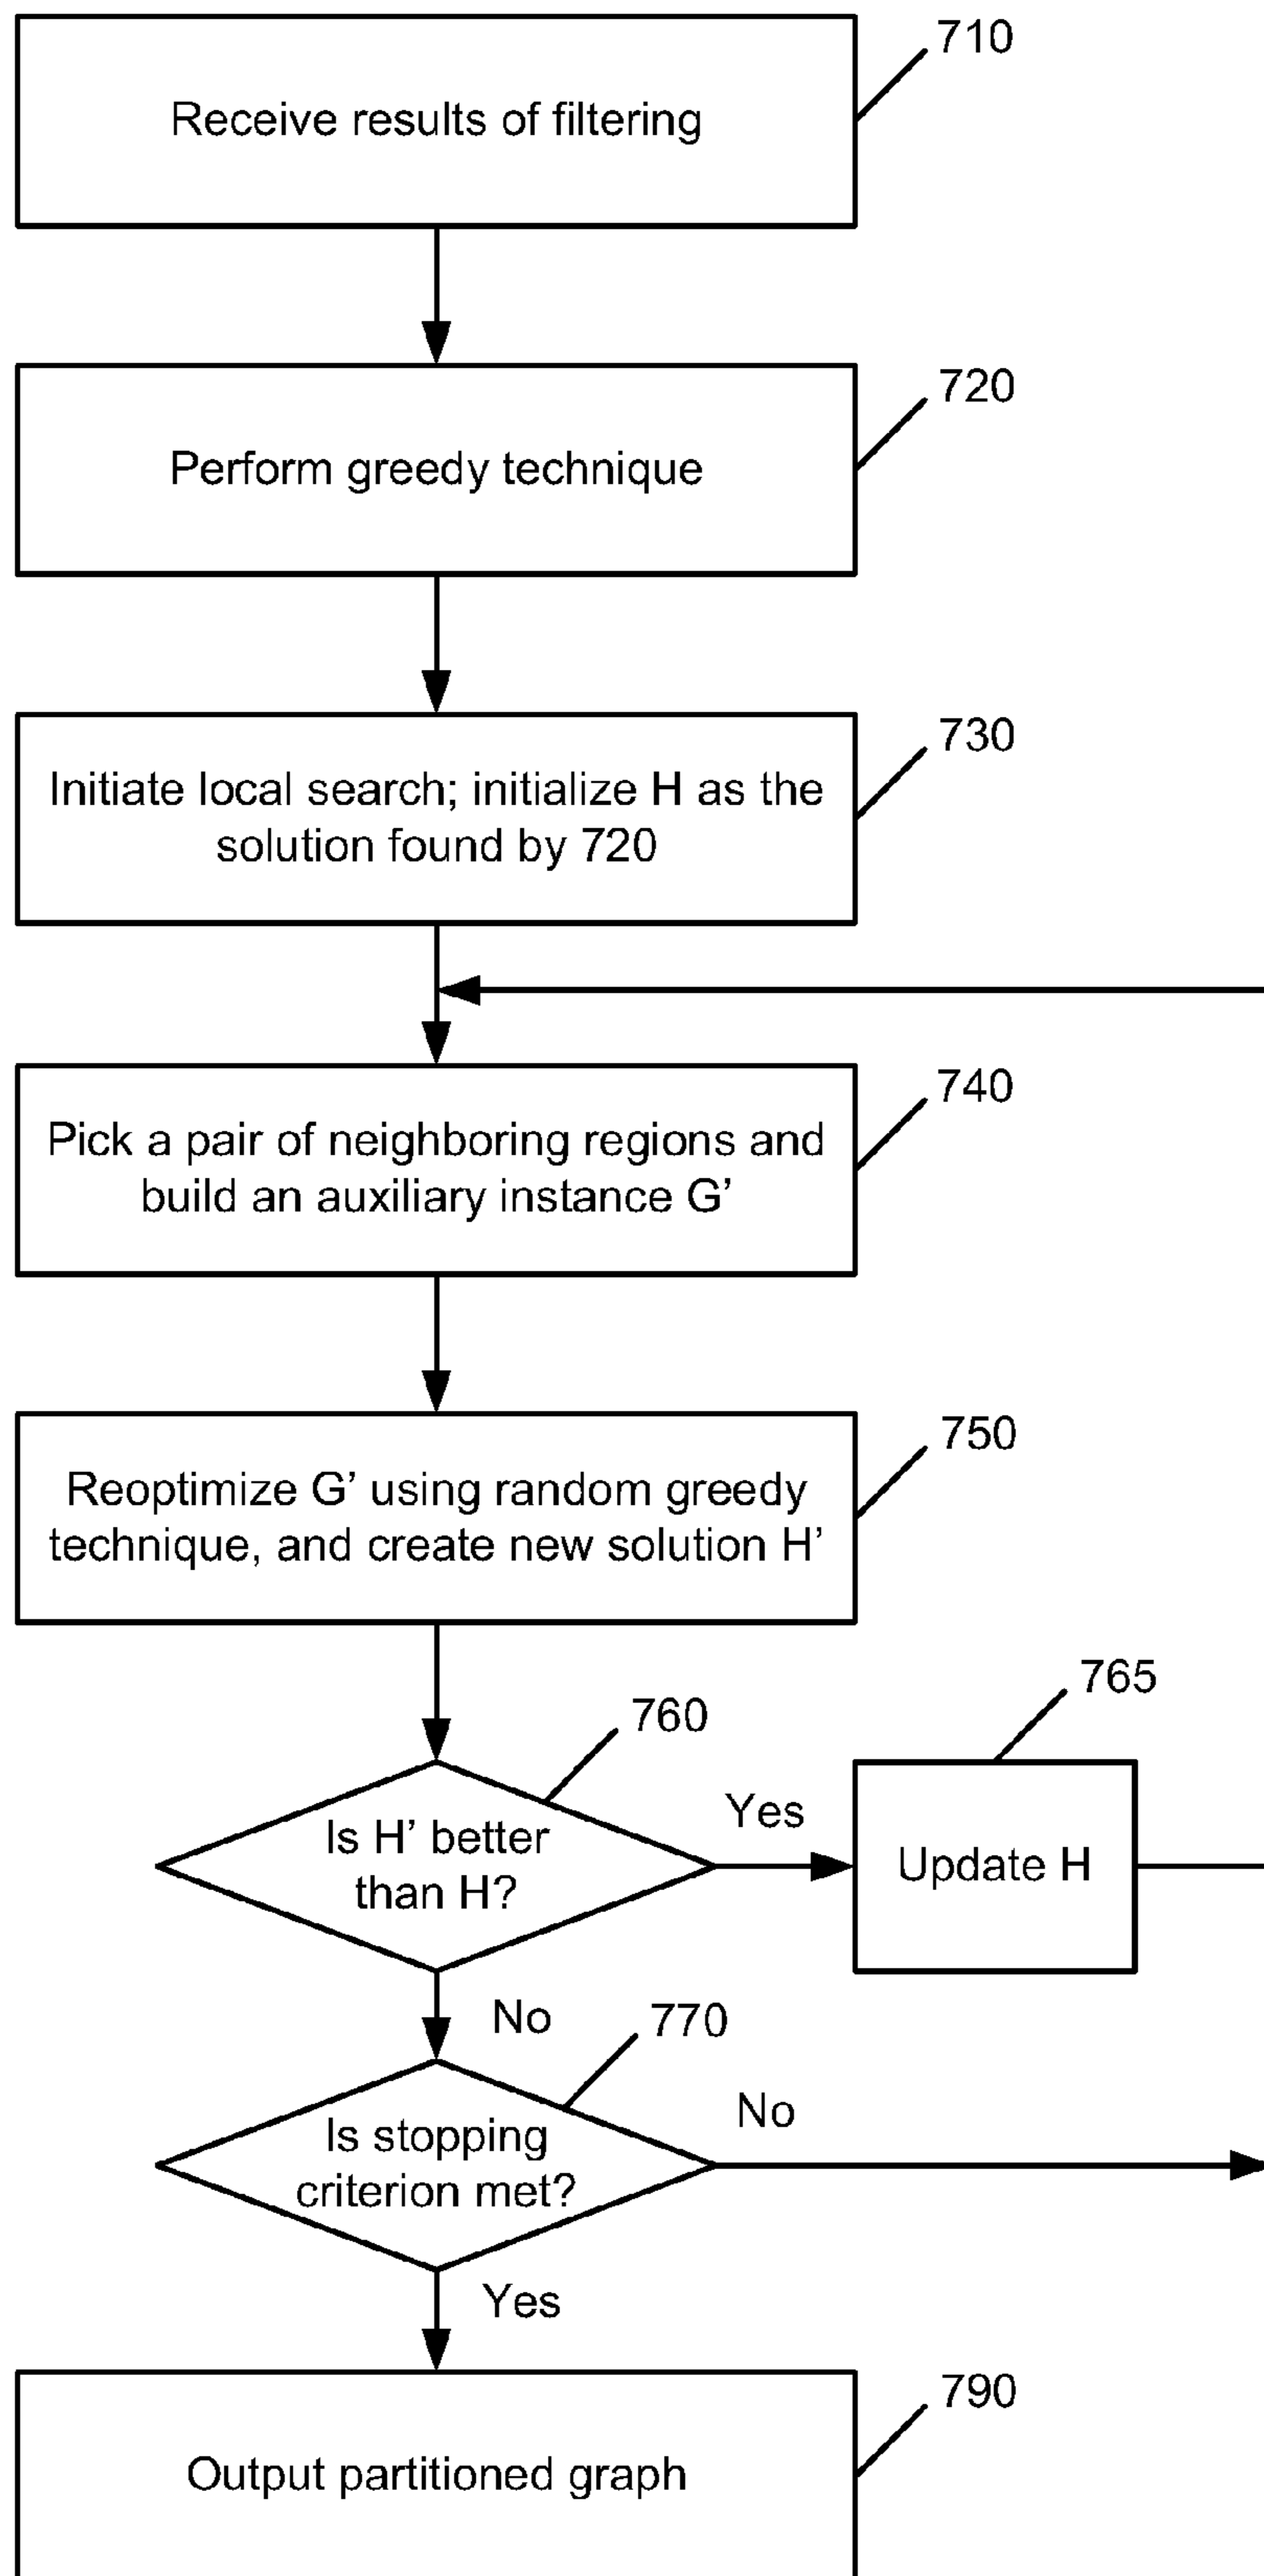 710
Receive results of filtering
720
Perform greedy technique
730
Initiate local search; initialize H as the
solution found by 720
740
Pick a pair of neighboring regions and
build an auxiliary instance G’
750
Reoptimize G’ using random greedy
technique, and create new solution H’
760
765
Is H’ better
than H?
Yes
Update H
No
770
Is stopping
criterion met?
No
Yes
790
Output partitioned graph